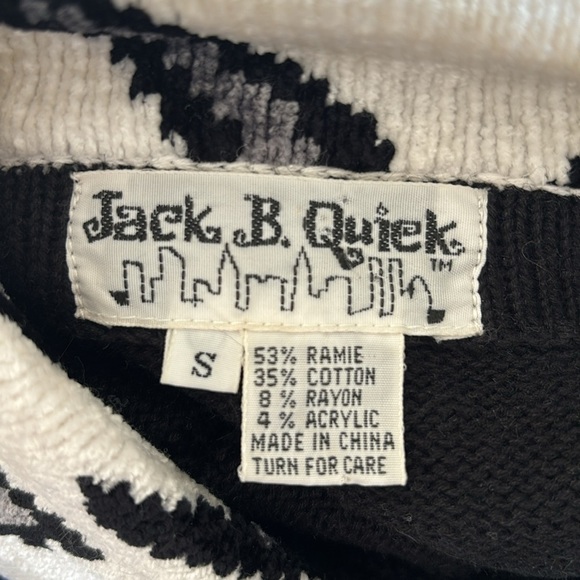 Jack B. Quick
TM
S
53% RAMIE
35% COTTON
8% RAYON
4% ACRYLIC
MADE IN CHINA
TURN FOR CARE